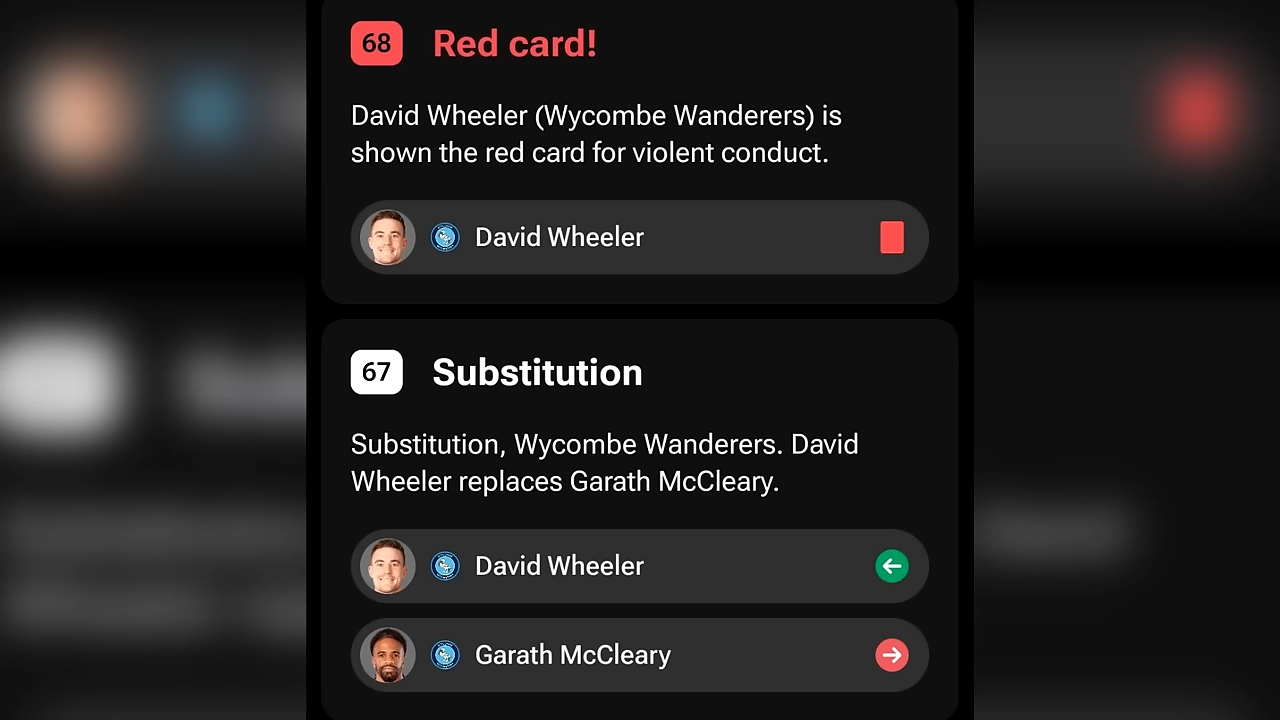 68 Red card!
David Wheeler (Wycombe Wanderers) is
shown the red card for violent conduct.
David Wheeler
67 Substitution
Substitution, Wycombe Wanderers. David
Wheeler replaces Garath McCleary.
David Wheeler
Garath McCleary